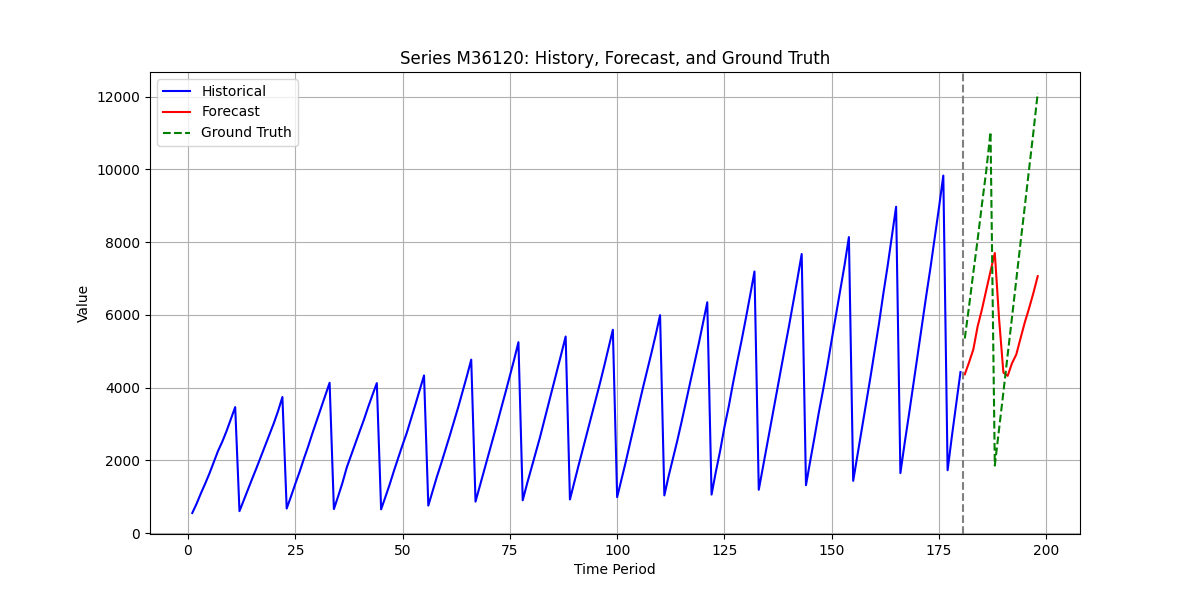 Series M36120: History, Forecast, and Ground Truth
Historical
Forecast
Ground Truth
Value
12000
10000
8000
6000
4000
2000
0
0 25 50 75 100 125 150 175 200
Time Period